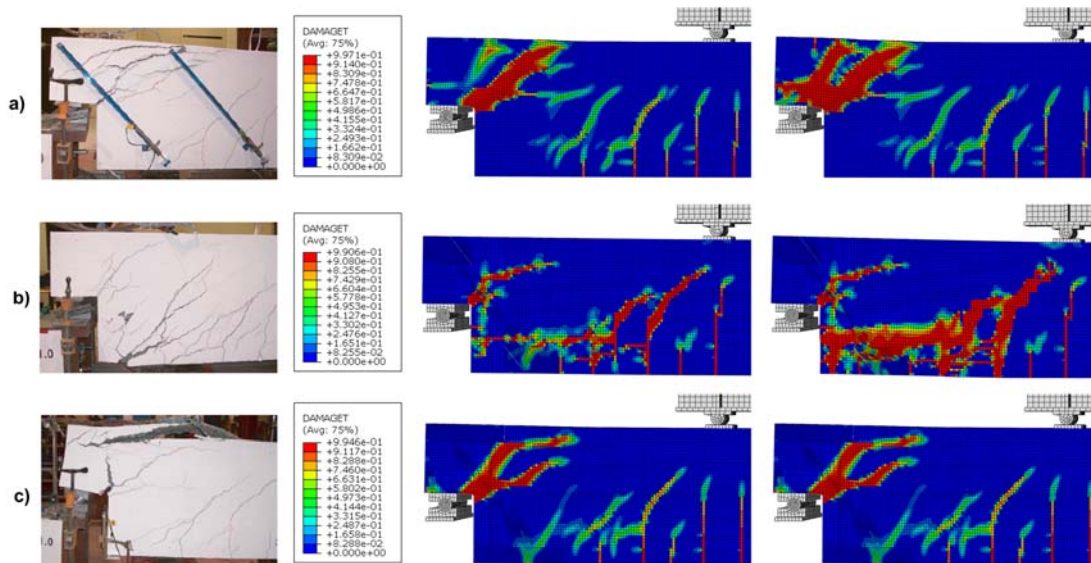 a)
DAMAGET
(Avg: 75%)
+9.971e-01
+9.140e-01
+8.309e-01
+7.478e-01
+6.647e-01
+5.817e-01
+4.986e-01
+4.155e-01
+3.324e-01
+2.493e-01
+1.662e-01
+8.309e-02
+0.000e+00
b)
1.0
DAMAGET
(Avg: 75%)
+9.906e-01
+9.080e-01
+8.255e-01
+7.429e-01
+6.604e-01
+5.778e-01
+4.953e-01
+4.127e-01
+3.302e-01
+2.476e-01
+1.651e-01
+8.255e-02
+0.000e+00
c)
1.0
DAMAGET
(Avg: 75%)
+9.946e-01
+9.117e-01
+8.288e-01
+7.460e-01
+6.631e-01
+5.802e-01
+4.973e-01
+4.144e-01
+3.315e-01
+2.487e-01
+1.658e-01
+8.288e-02
+0.000e+00